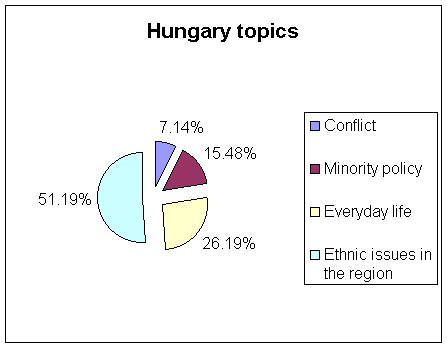 Hungary topics
7.14%
15.48%
51.19%
26.19%
Conflict
Minority policy
Everyday life
Ethnic issues in
the region